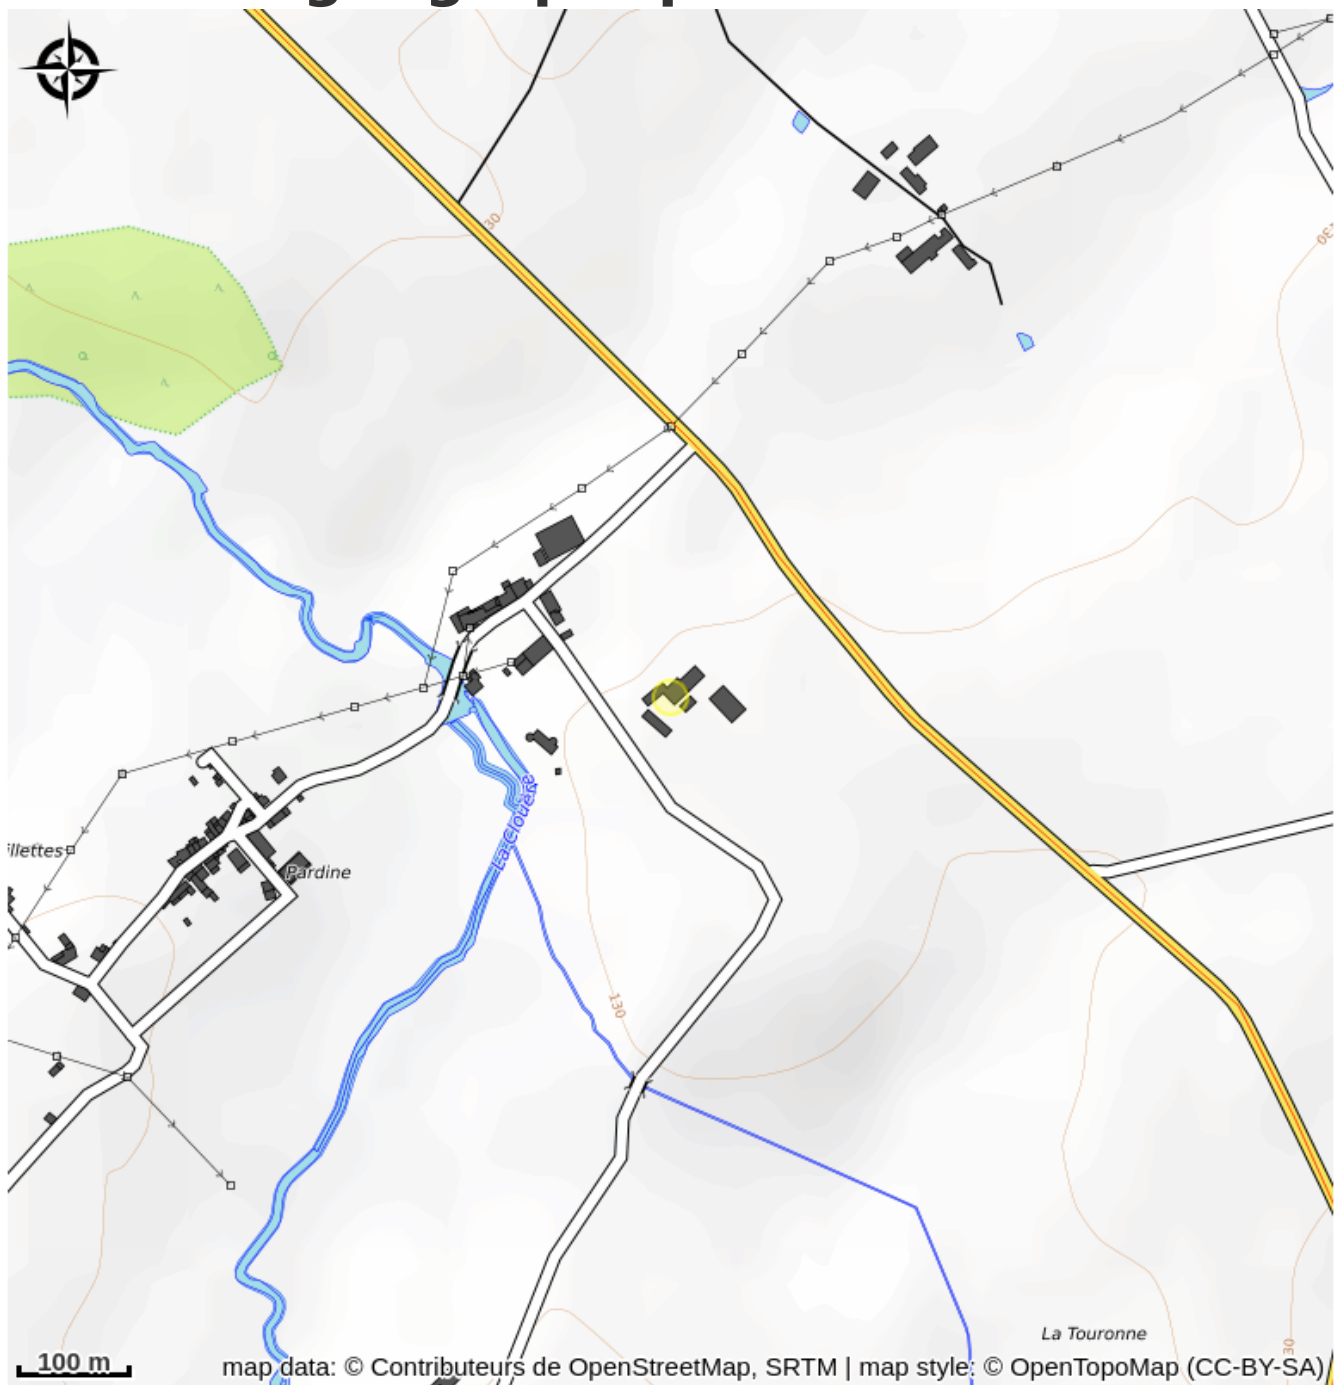 30
130
illettes
Pardine
La Clouère
130
La Touronne
30
100 m
map data: © Contributeurs de OpenStreetMap, SRTM | map style: © OpenTopoMap (CC-BY-SA)